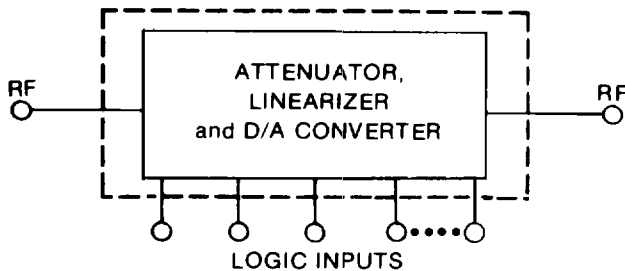 RF
ATTENUATOR,
LINEARIZER
and D/A CONVERTER
RF
LOGIC INPUTS